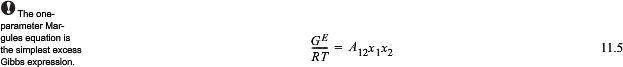 The one-
parameter Mar-
gules equation is
the simplest excess
Gibbs expression.
G^E/RT = A_12 x_1 x_2    11.5